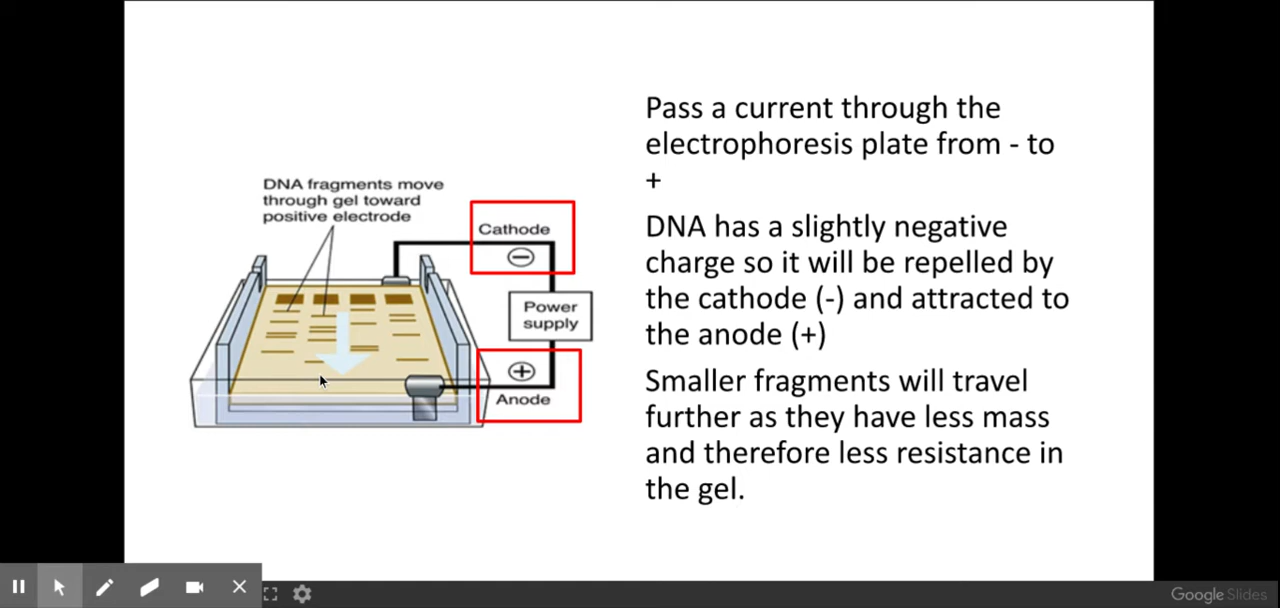 DNA fragments move
through gel toward
positive electrode
Cathode
−
Power
supply
+
Anode
Pass a current through the
electrophoresis plate from - to
+
DNA has a slightly negative
charge so it will be repelled by
the cathode (-) and attracted to
the anode (+)
Smaller fragments will travel
further as they have less mass
and therefore less resistance in
the gel.
Google Slides